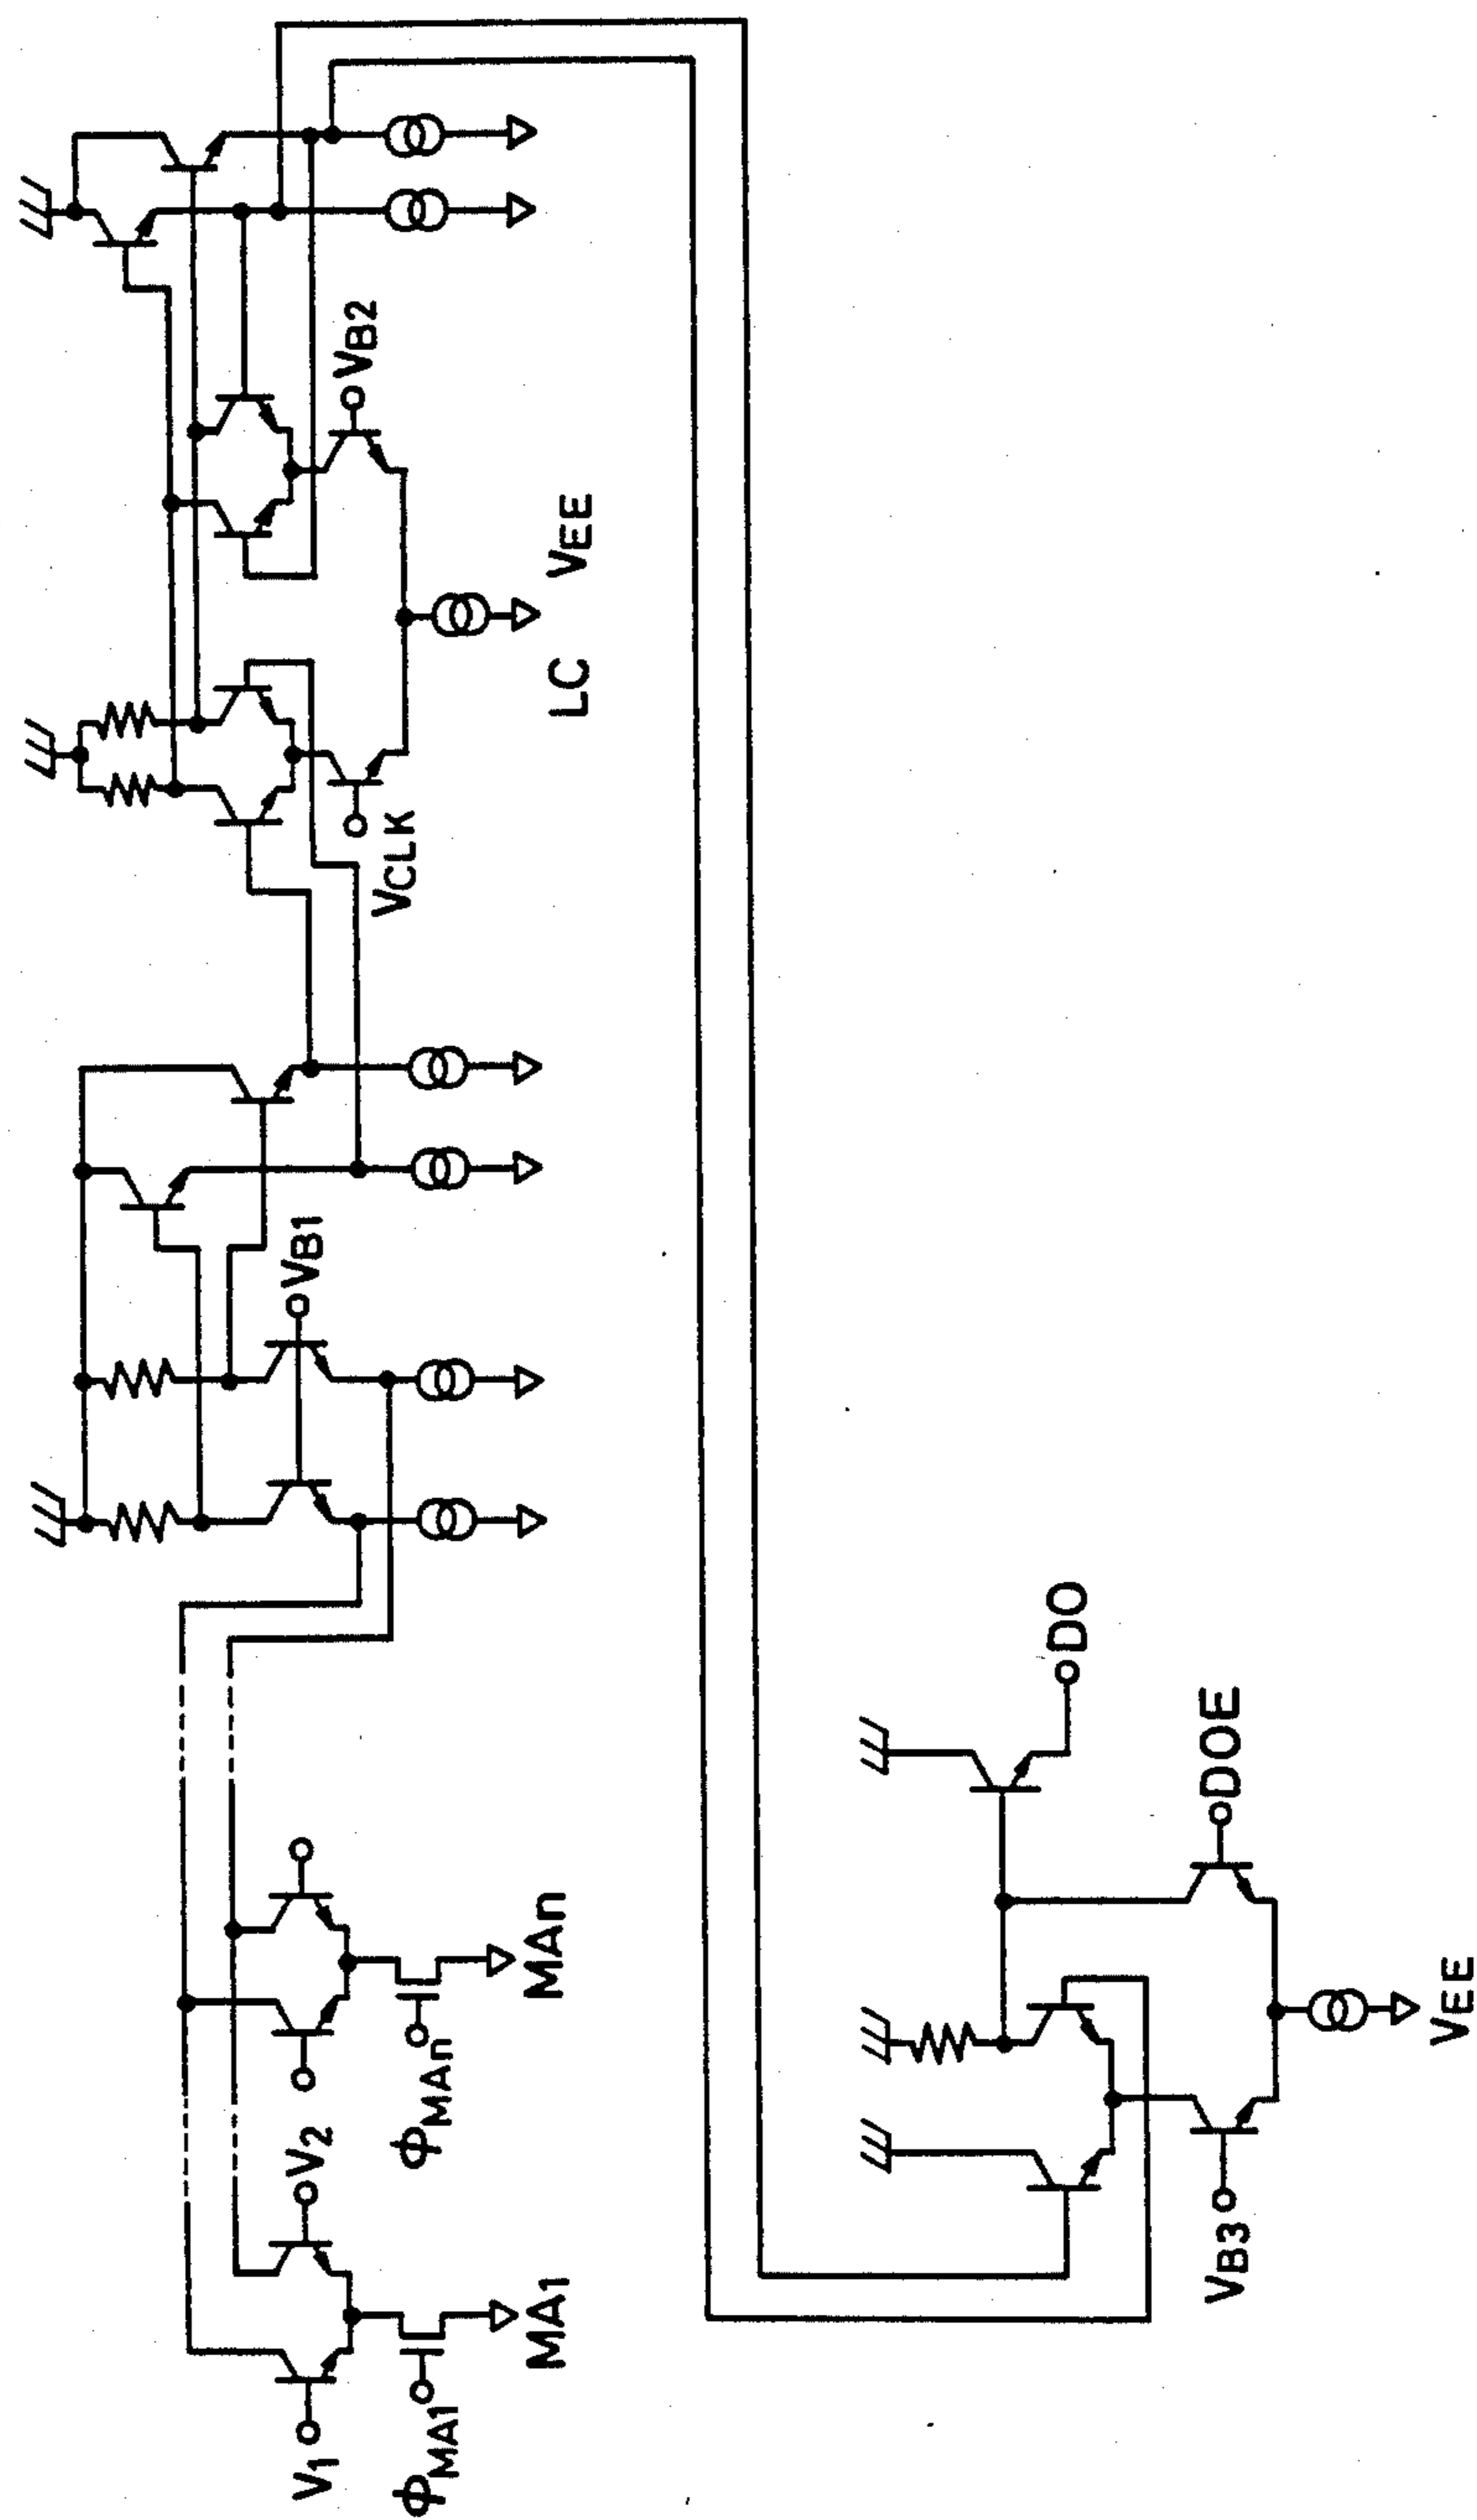 V1
ΦMA1
MA1
V2
ΦMAn
MAn
VB1
VCLK
LC
VEE
VB2
VB3
DOE
DO
VEE